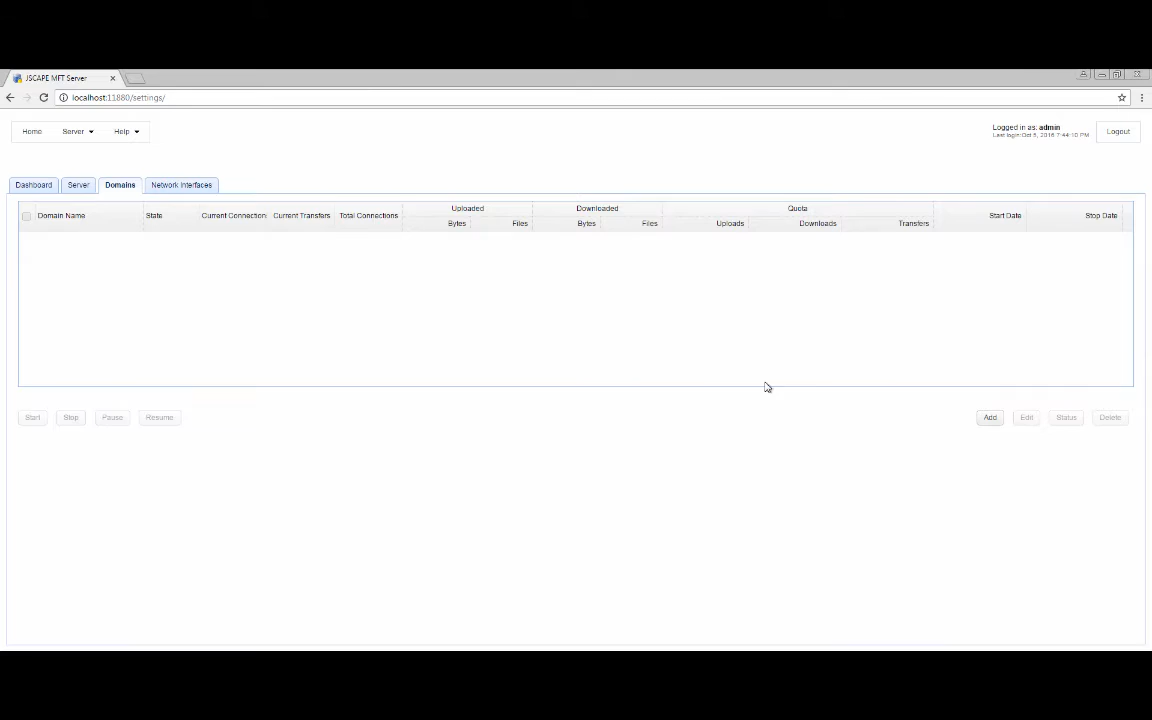 JSCAPE MFT Server
localhost:11880/settings/
Home Server Help
Logged in as: admin
Last login:Oct 5, 2016 7:44:10 PM
Logout
Dashboard Server Domains Network Interfaces
Uploaded Downloaded Quota
Domain Name State Current Connection Current Transfers Total Connections Start Date Stop Date
Bytes Files Bytes Files Uploads Downloads Transfers
Start Stop Pause Resume Add Edit Status Delete